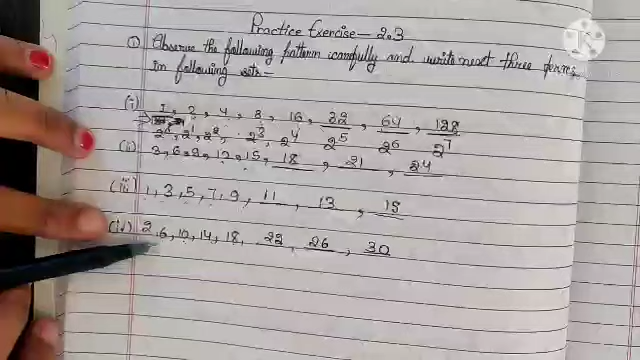 Practice Exercise - 2.3
① Observe the following pattern carefully and write next three terms
in following sets -
(i) 1, 2, 4, 8, 16, 32, 64, 128
2⁰, 2¹, 2², 2³, 2⁴ 2⁵ 2⁶ 2⁷
(ii) 3, 6, 9, 12, 15, 18, 21, 24
(iii) 1, 3, 5, 7, 9, 11, 13, 15
(iv) 2, 6, 10, 14, 18, 22, 26, 30